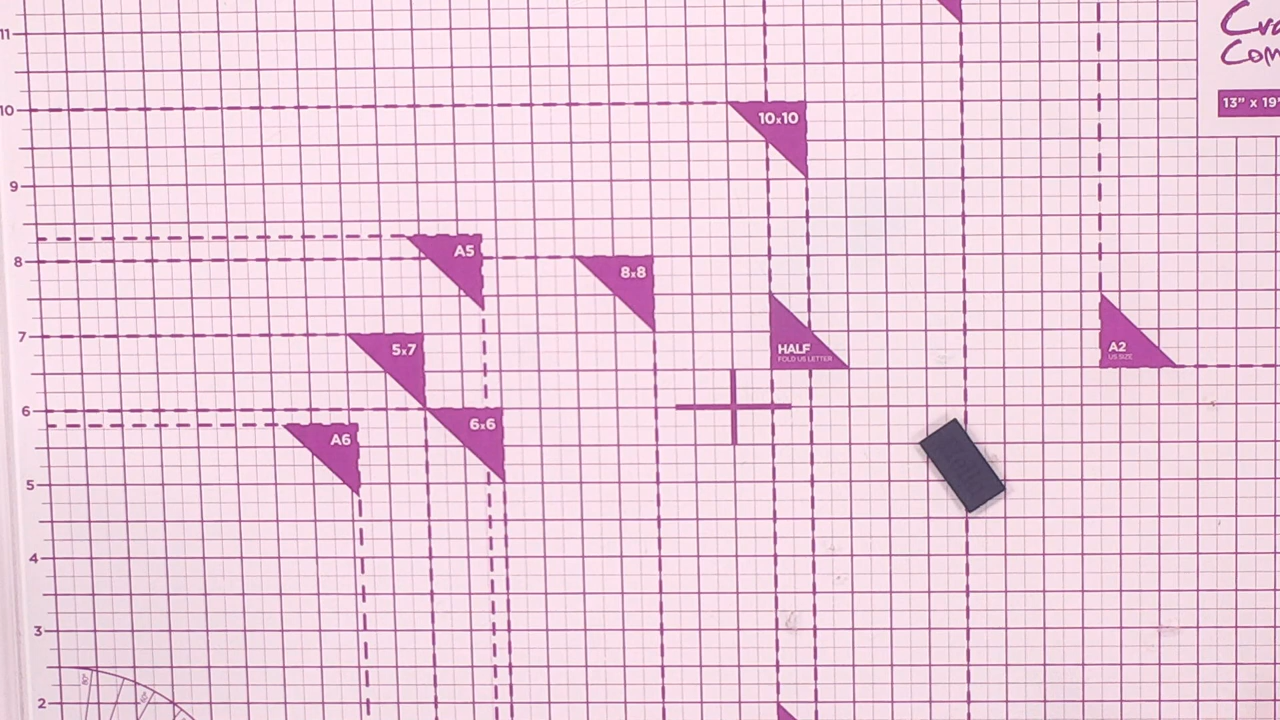 11
13" x 19"
10
10x10
9
A5
8
8x8
7
5x7
HALF
FOLD US LETTER
A2
US SIZE
6
6x6
A6
5
4
3
2